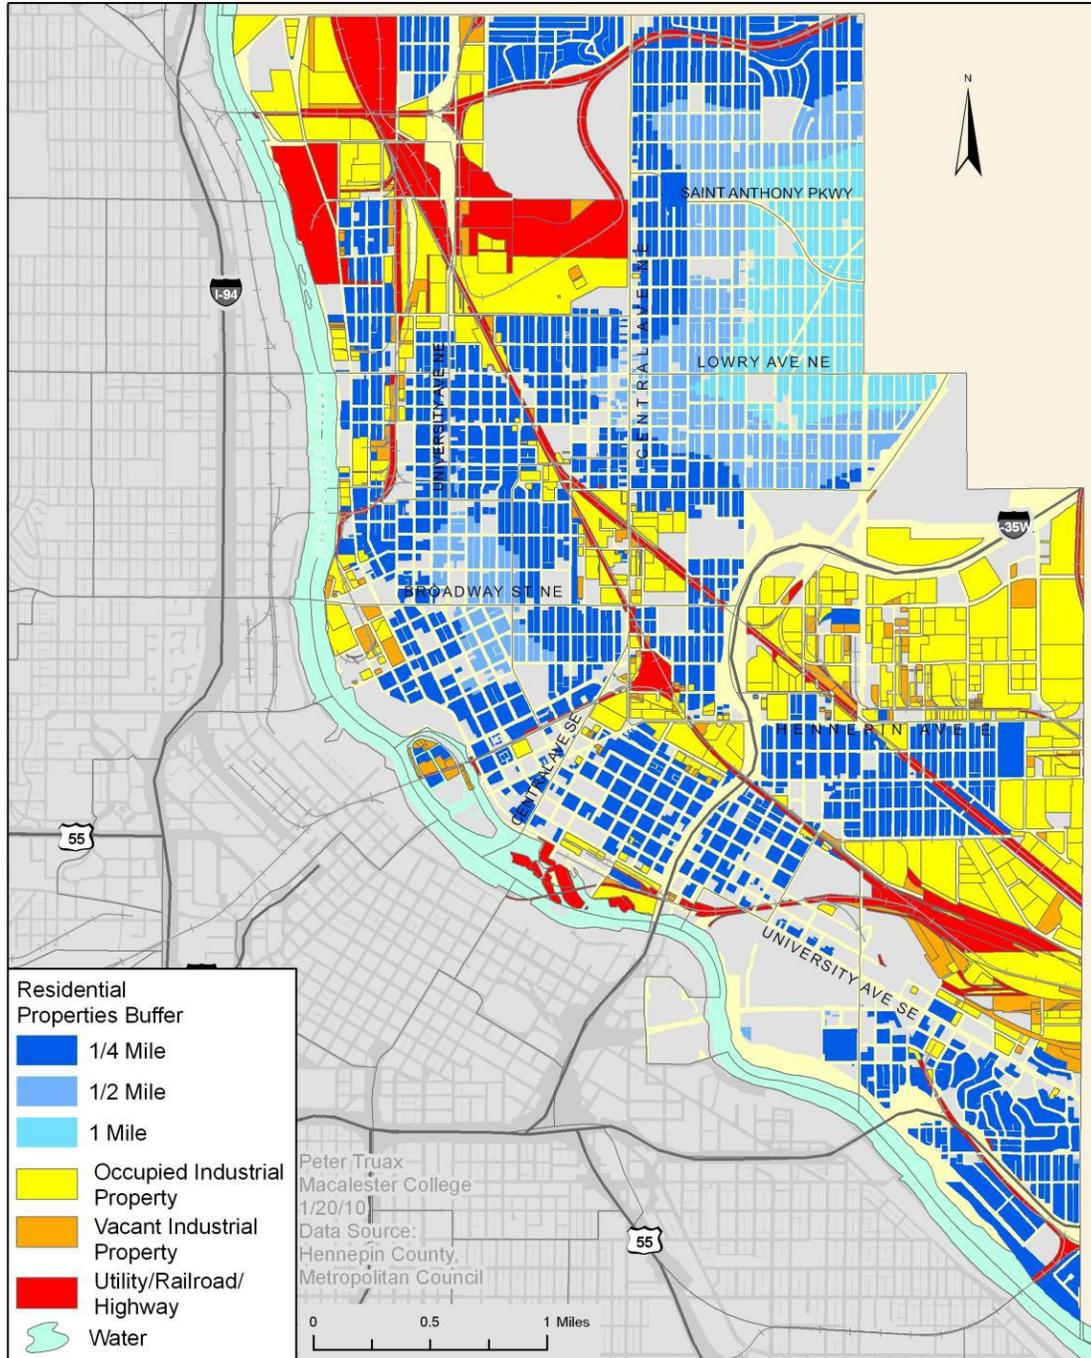 N
SAINT ANTHONY PKWY
I-94
CENTRAL AVE NE
UNIVERSITY AVE NE
LOWRY AVE NE
I-35W
BROADWAY ST NE
HENNEPIN AVE E
CENTRAL AVE SE
55
UNIVERSITY AVE SE
Residential
Properties Buffer
1/4 Mile
1/2 Mile
1 Mile
Occupied Industrial
Property
Vacant Industrial
Property
Utility/Railroad/
Highway
Water
Peter Truax
Macalester College
1/20/10
Data Source:
Hennepin County,
Metropolitan Council
55
0 0.5 1 Miles